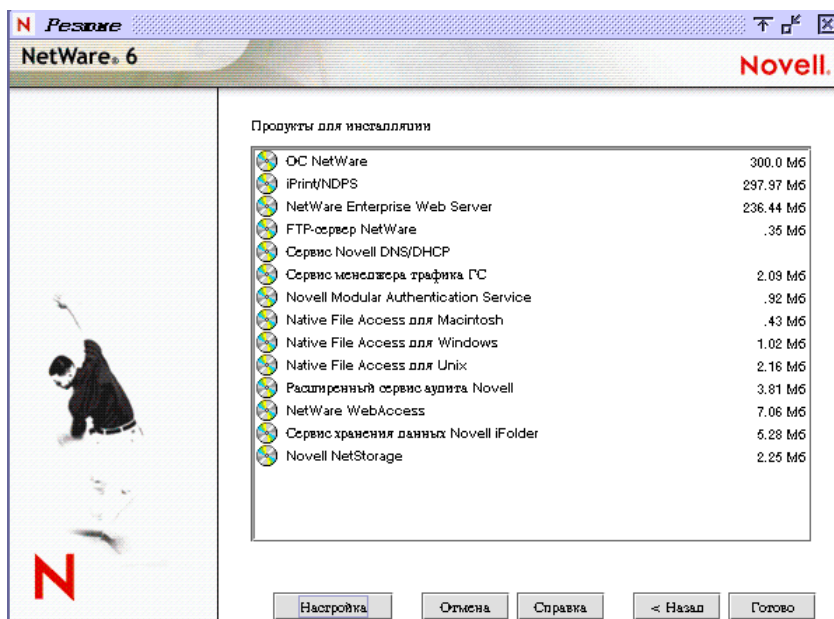 N Резюме
NetWare® 6
Novell®
Продукты для инсталляции
ОС NetWare 300.0 Мб
iPrint/NDPS 297.97 Мб
NetWare Enterprise Web Server 236.44 Мб
FTP-сервер NetWare .35 Мб
Сервис Novell DNS/DHCP
Сервис менеджера трафика ГС 2.09 Мб
Novell Modular Authentication Service .92 Мб
Native File Access для Macintosh .43 Мб
Native File Access для Windows 1.02 Мб
Native File Access для Unix 2.16 Мб
Расширенный сервис аудита Novell 3.81 Мб
NetWare WebAccess 7.06 Мб
Сервис хранения данных Novell iFolder 5.28 Мб
Novell NetStorage 2.25 Мб
N
Настройка Отмена Справка < Назад Готово